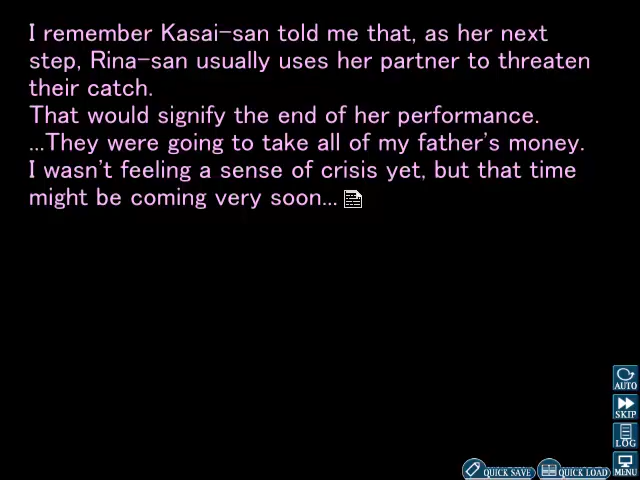 I remember Kasai-san told me that, as her next
step, Rina-san usually uses her partner to threaten
their catch.
That would signify the end of her performance.
...They were going to take all of my father's money.
I wasn't feeling a sense of crisis yet, but that time
might be coming very soon...
AUTO
SKIP
LOG
QUICK SAVE QUICK LOAD MENU